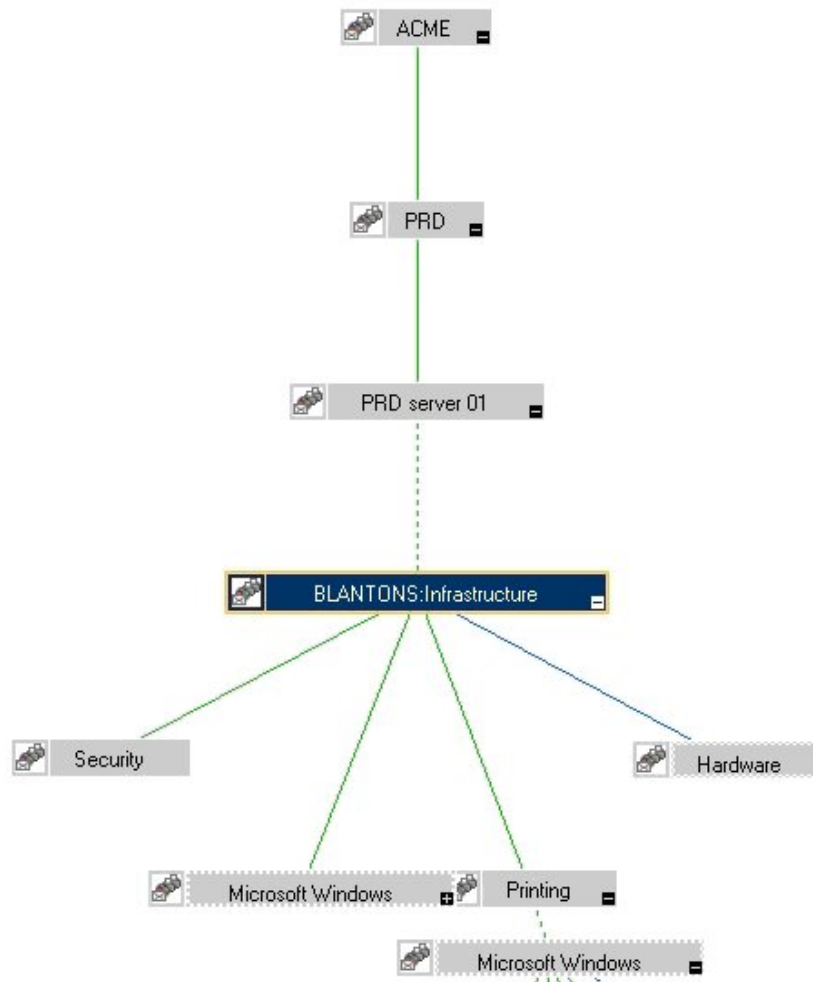 ACME
PRD
PRD server 01
BLANTONS:Infrastructure
Security
Hardware
Microsoft Windows
Printing
Microsoft Windows